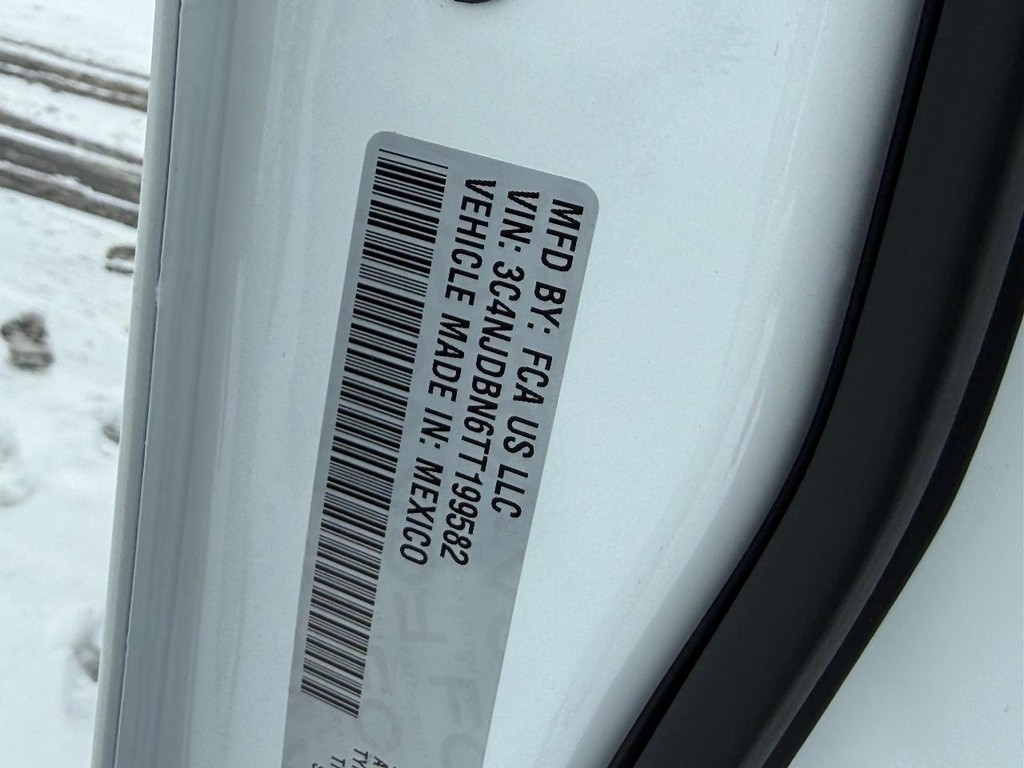 MFD BY: FCA US LLC
VIN: 3C4NJDBN6TT199582
VEHICLE MADE IN: MEXICO